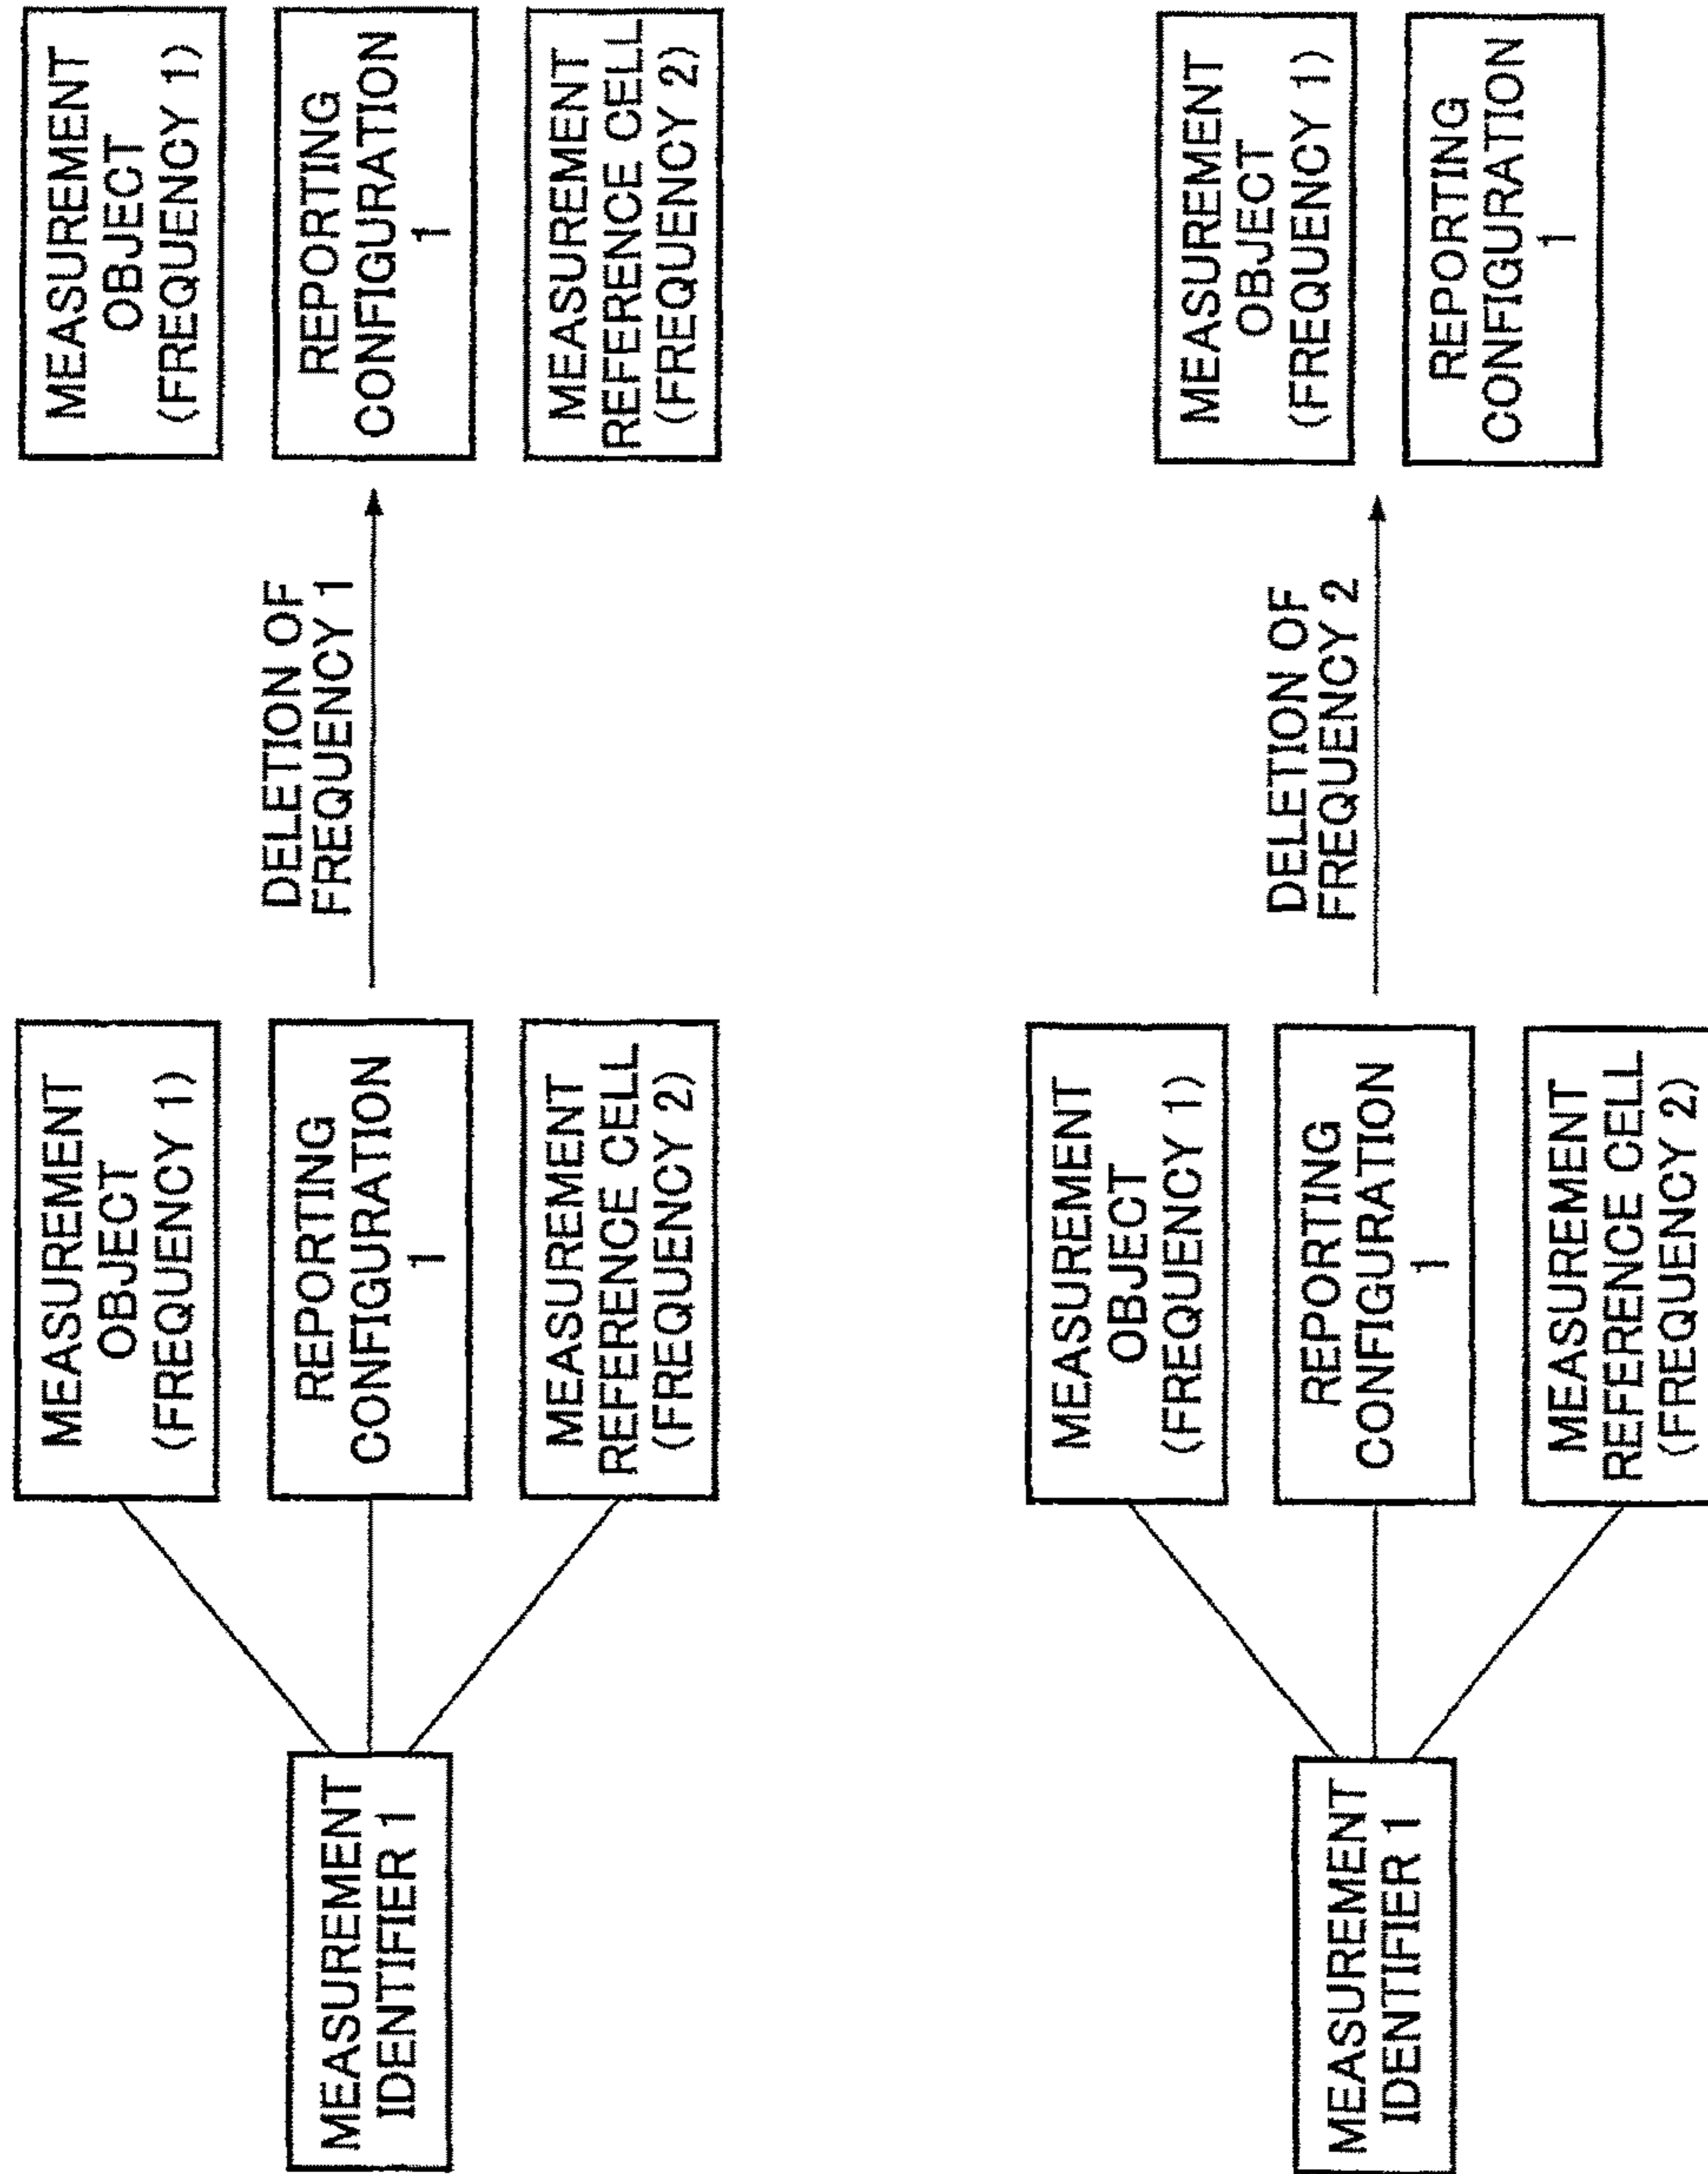 MEASUREMENT
IDENTIFIER 1
MEASUREMENT
OBJECT
(FREQUENCY 1)
REPORTING
CONFIGURATION
1
MEASUREMENT
REFERENCE CELL
(FREQUENCY 2)
DELETION OF
FREQUENCY 1
MEASUREMENT
OBJECT
(FREQUENCY 1)
REPORTING
CONFIGURATION
1
MEASUREMENT
REFERENCE CELL
(FREQUENCY 2)
MEASUREMENT
IDENTIFIER 1
MEASUREMENT
OBJECT
(FREQUENCY 1)
REPORTING
CONFIGURATION
1
MEASUREMENT
REFERENCE CELL
(FREQUENCY 2)
DELETION OF
FREQUENCY 2
MEASUREMENT
OBJECT
(FREQUENCY 1)
REPORTING
CONFIGURATION
1